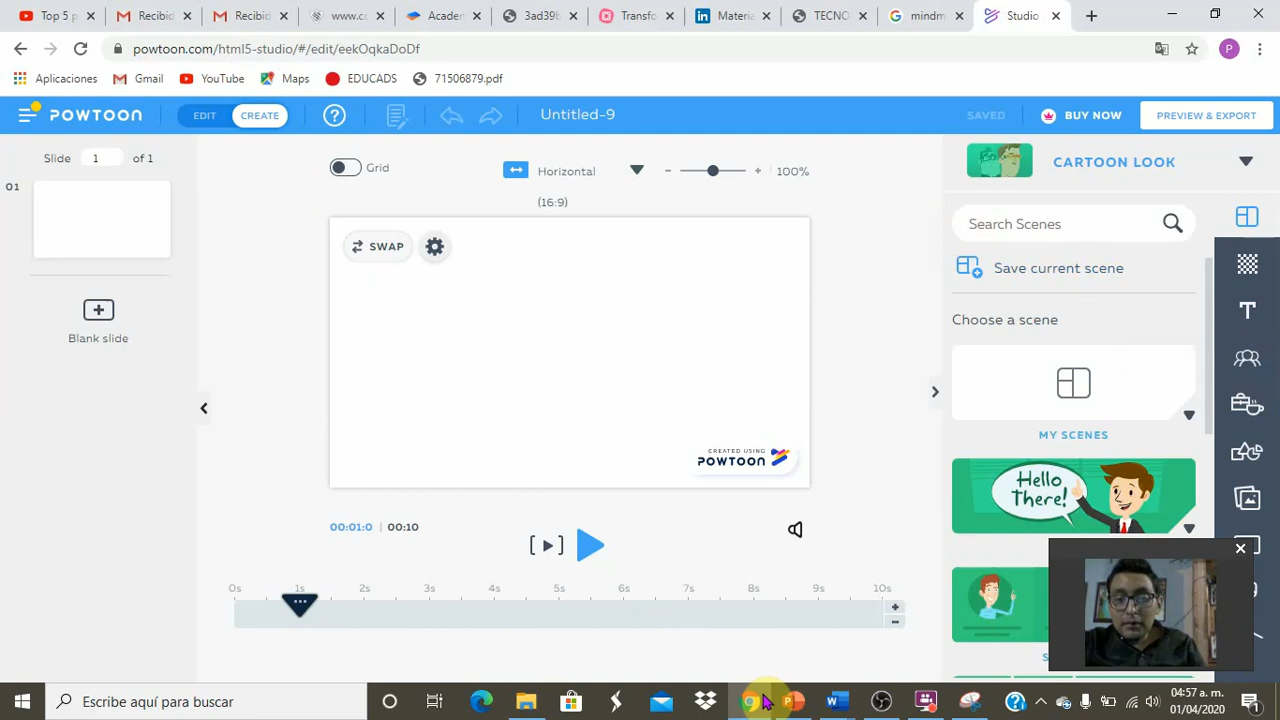 Top 5 p
Recibid
Recibid
www.cc
Academ
3ad39b
Transfo
Materia
TECNO
mindm
Studio
powtoon.com/html5-studio/#/edit/eekOqkaDoDf
P
Aplicaciones
Gmail
YouTube
Maps
EDUCADS
71506879.pdf
POWTOON
EDIT
CREATE
?
Untitled-9
SAVED
BUY NOW
PREVIEW & EXPORT
Slide 1 of 1
Grid
Horizontal
(16:9)
100%
CARTOON LOOK
01
SWAP
Search Scenes
Save current scene
Choose a scene
Blank slide
MY SCENES
CREATED USING
POWTOON
Hello
There!
00:01:0 | 00:10
0s 1s 2s 3s 4s 5s 6s 7s 8s 9s 10s
Escribe aquí para buscar
04:57 a. m.
01/04/2020
1